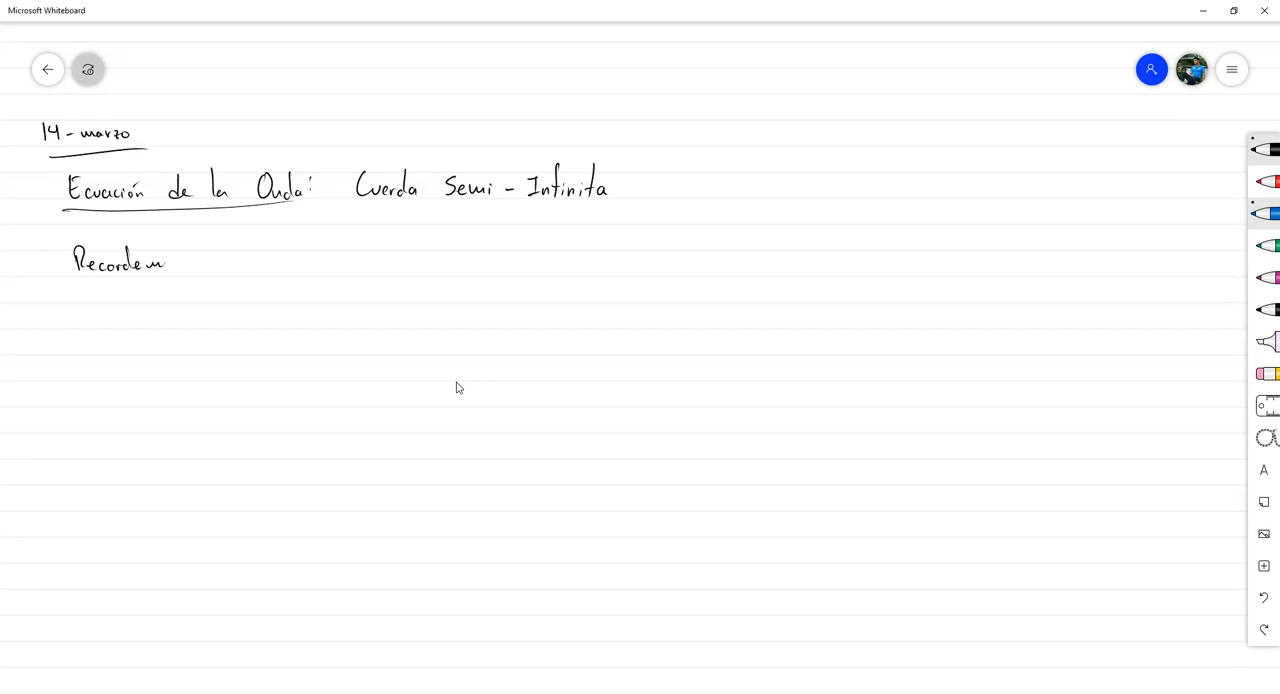 Microsoft Whiteboard
14 - marzo
Ecuación de la Onda: Cuerda Semi - Infinita
Recordem
A